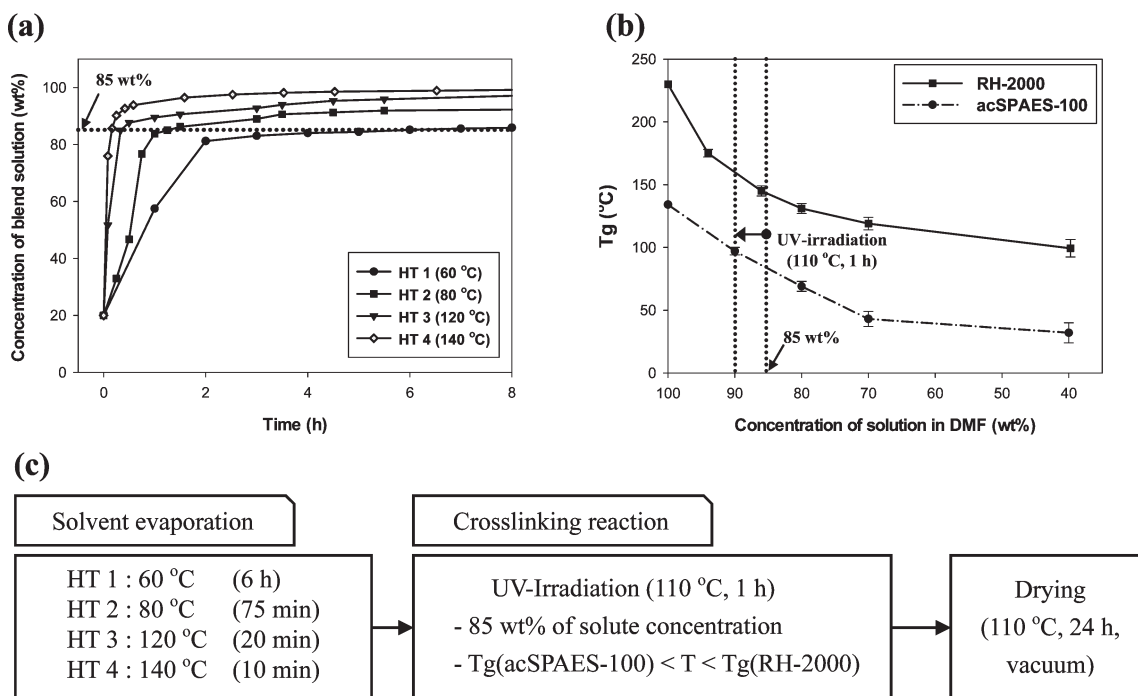 (a)
85 wt%
Concentration of blend solution (wt%)
100
80
60
40
20
0
HT 1 (60 °C)
HT 2 (80 °C)
HT 3 (120 °C)
HT 4 (140 °C)
0 2 4 6 8
Time (h)
(b)
RH-2000
acSPAES-100
Tg (°C)
250
200
150
100
50
0
UV-irradiation
(110 °C, 1 h)
85 wt%
100 90 80 70 60 50 40
Concentration of solution in DMF (wt%)
(c)
Solvent evaporation
HT 1 : 60 °C (6 h)
HT 2 : 80 °C (75 min)
HT 3 : 120 °C (20 min)
HT 4 : 140 °C (10 min)
Crosslinking reaction
UV-Irradiation (110 °C, 1 h)
- 85 wt% of solute concentration
- Tg(acSPAES-100) < T < Tg(RH-2000)
Drying
(110 °C, 24 h,
vacuum)